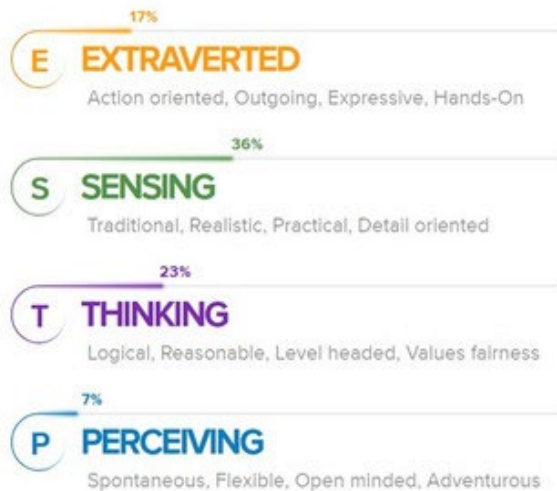 17%
E EXTRAVERTED
Action oriented, Outgoing, Expressive, Hands-On
36%
S SENSING
Traditional, Realistic, Practical, Detail oriented
23%
T THINKING
Logical, Reasonable, Level headed, Values fairness
7%
P PERCEIVING
Spontaneous, Flexible, Open minded, Adventurous